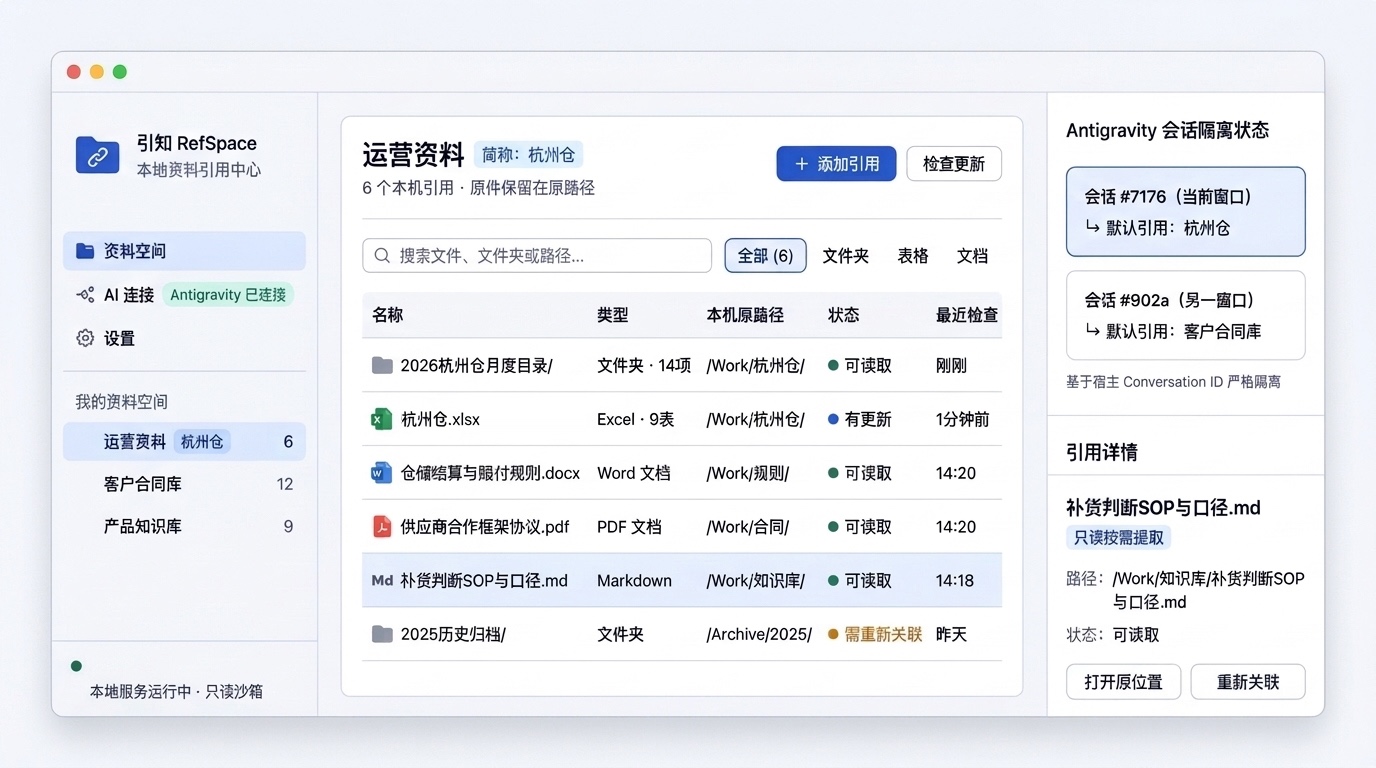 引知 RefSpace
本地资料引用中心
资料空间
AI 连接 Antigravity 已连接
设置
我的资料空间
运营资料 杭州仓 6
客户合同库 12
产品知识库 9
本地服务运行中 · 只读沙箱
运营资料 简称：杭州仓
6 个本机引用 · 原件保留在原路径
+ 添加引用
检查更新
搜索文件、文件夹或路径...
全部 (6) 文件夹 表格 文档
名称 类型 本机原路径 状态 最近检查
2026杭州仓月度目录/ 文件夹 · 14项 /Work/杭州仓/ 可读取 刚刚
杭州仓.xlsx Excel · 9表 /Work/杭州仓/ 有更新 1分钟前
仓储结算与赔付规则.docx Word 文档 /Work/规则/ 可读取 14:20
供应商合作框架协议.pdf PDF 文档 /Work/合同/ 可读取 14:20
Md 补货判断SOP与口径.md Markdown /Work/知识库/ 可读取 14:18
2025历史归档/ 文件夹 /Archive/2025/ 需重新关联 昨天
Antigravity 会话隔离状态
会话 #7176（当前窗口）
↳ 默认引用：杭州仓
会话 #902a（另一窗口）
↳ 默认引用：客户合同库
基于宿主 Conversation ID 严格隔离
引用详情
补货判断SOP与口径.md
只读按需提取
路径：/Work/知识库/补货判断SOP
与口径.md
状态：可读取
打开原位置 重新关联